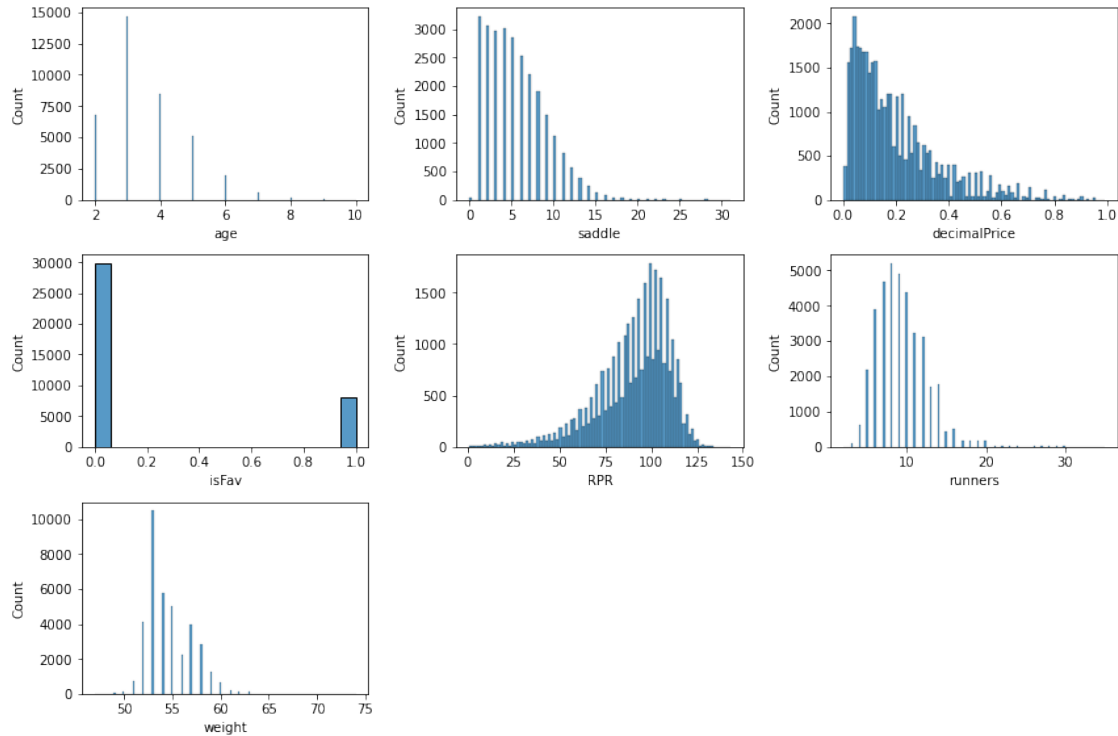 15000
12500
10000
7500
5000
2500
0
Count
2 4 6 8 10
age
3000
2500
2000
1500
1000
500
0
Count
0 5 10 15 20 25 30
saddle
2000
1500
1000
500
0
Count
0.0 0.2 0.4 0.6 0.8 1.0
decimalPrice
30000
25000
20000
15000
10000
5000
0
Count
0.0 0.2 0.4 0.6 0.8 1.0
isFav
1500
1000
500
0
Count
0 25 50 75 100 125 150
RPR
5000
4000
3000
2000
1000
0
Count
10 20 30
runners
10000
8000
6000
4000
2000
0
Count
50 55 60 65 70 75
weight